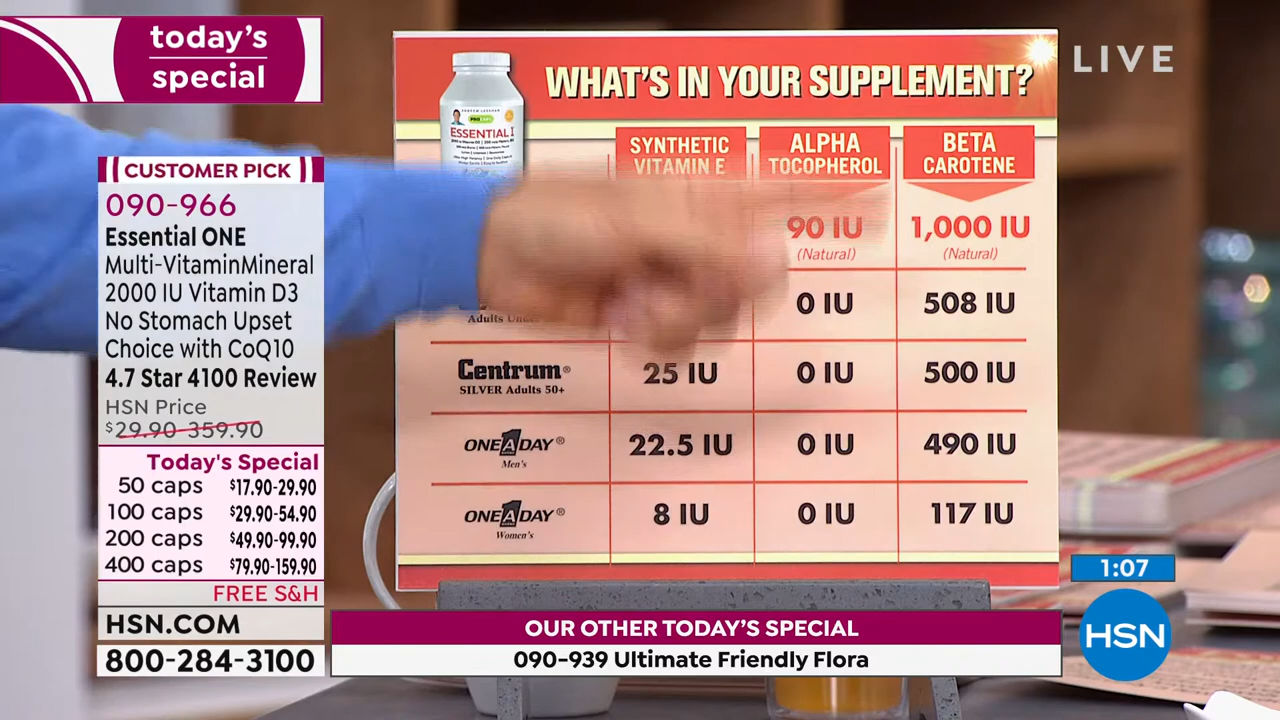 today's
special
CUSTOMER PICK
090-966
Essential ONE
Multi-VitaminMineral
2000 IU Vitamin D3
No Stomach Upset
Choice with CoQ10
4.7 Star 4100 Review
HSN Price
$29.90-359.90
Today's Special
50 caps $17.90-29.90
100 caps $29.90-54.90
200 caps $49.90-99.90
400 caps $79.90-159.90
FREE S&H
HSN.COM
800-284-3100
LIVE
WHAT'S IN YOUR SUPPLEMENT?
ANDREW LESSMAN
PROCAPS
ESSENTIAL 1
SYNTHETIC
VITAMIN E
ALPHA
TOCOPHEROL
BETA
CAROTENE
90 IU 1,000 IU
(Natural) (Natural)
Adults 0 IU 508 IU
Centrum®
SILVER Adults 50+
25 IU 0 IU 500 IU
ONE A DAY®
Men's
22.5 IU 0 IU 490 IU
ONE A DAY®
Women's
8 IU 0 IU 117 IU
1:07
HSN
OUR OTHER TODAY'S SPECIAL
090-939 Ultimate Friendly Flora